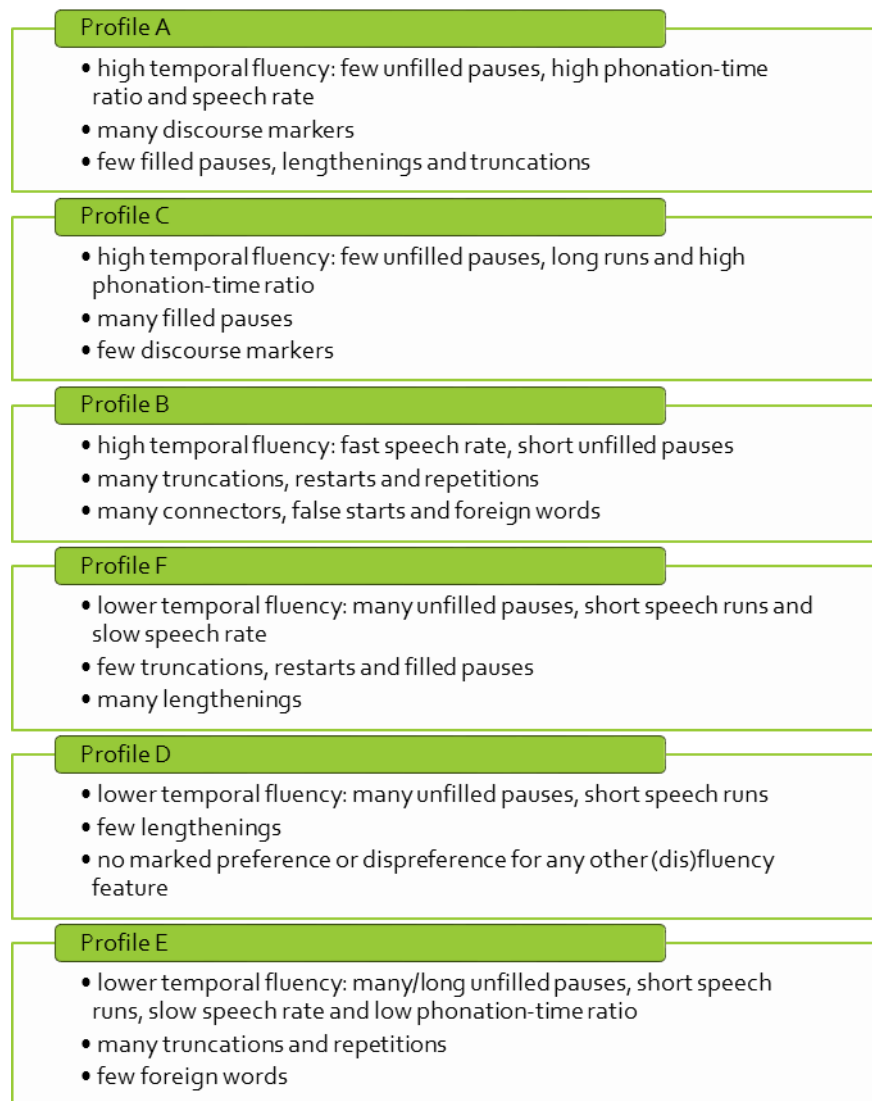 Profile A
• high temporal fluency: few unfilled pauses, high phonation-time
ratio and speech rate
• many discourse markers
• few filled pauses, lengthenings and truncations
Profile C
• high temporal fluency: few unfilled pauses, long runs and high
phonation-time ratio
• many filled pauses
• few discourse markers
Profile B
• high temporal fluency: fast speech rate, short unfilled pauses
• many truncations, restarts and repetitions
• many connectors, false starts and foreign words
Profile F
• lower temporal fluency: many unfilled pauses, short speech runs and
slow speech rate
• few truncations, restarts and filled pauses
• many lengthenings
Profile D
• lower temporal fluency: many unfilled pauses, short speech runs
• few lengthenings
• no marked preference or dispreference for any other (dis)fluency
feature
Profile E
• lower temporal fluency: many/long unfilled pauses, short speech
runs, slow speech rate and low phonation-time ratio
• many truncations and repetitions
• few foreign words